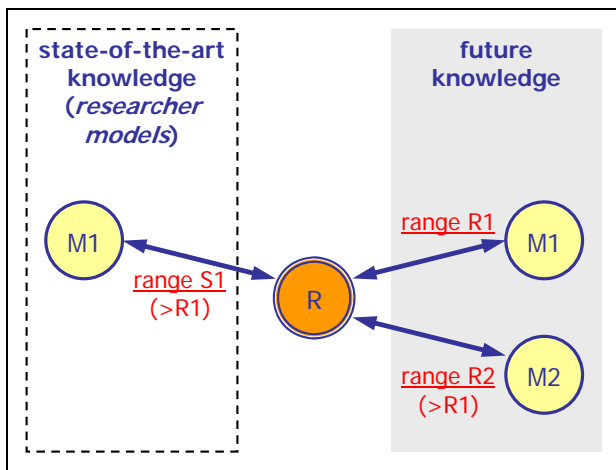 state-of-the-art
knowledge
(researcher
models)
future
knowledge
M1
range S1
(>R1)
R
range R1
M1
range R2
(>R1)
M2